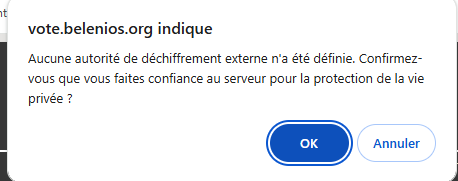 vote.belenios.org indique
Aucune autorité de déchiffrement externe n'a été définie. Confirmez-
vous que vous faites confiance au serveur pour la protection de la vie
privée ?
OK
Annuler